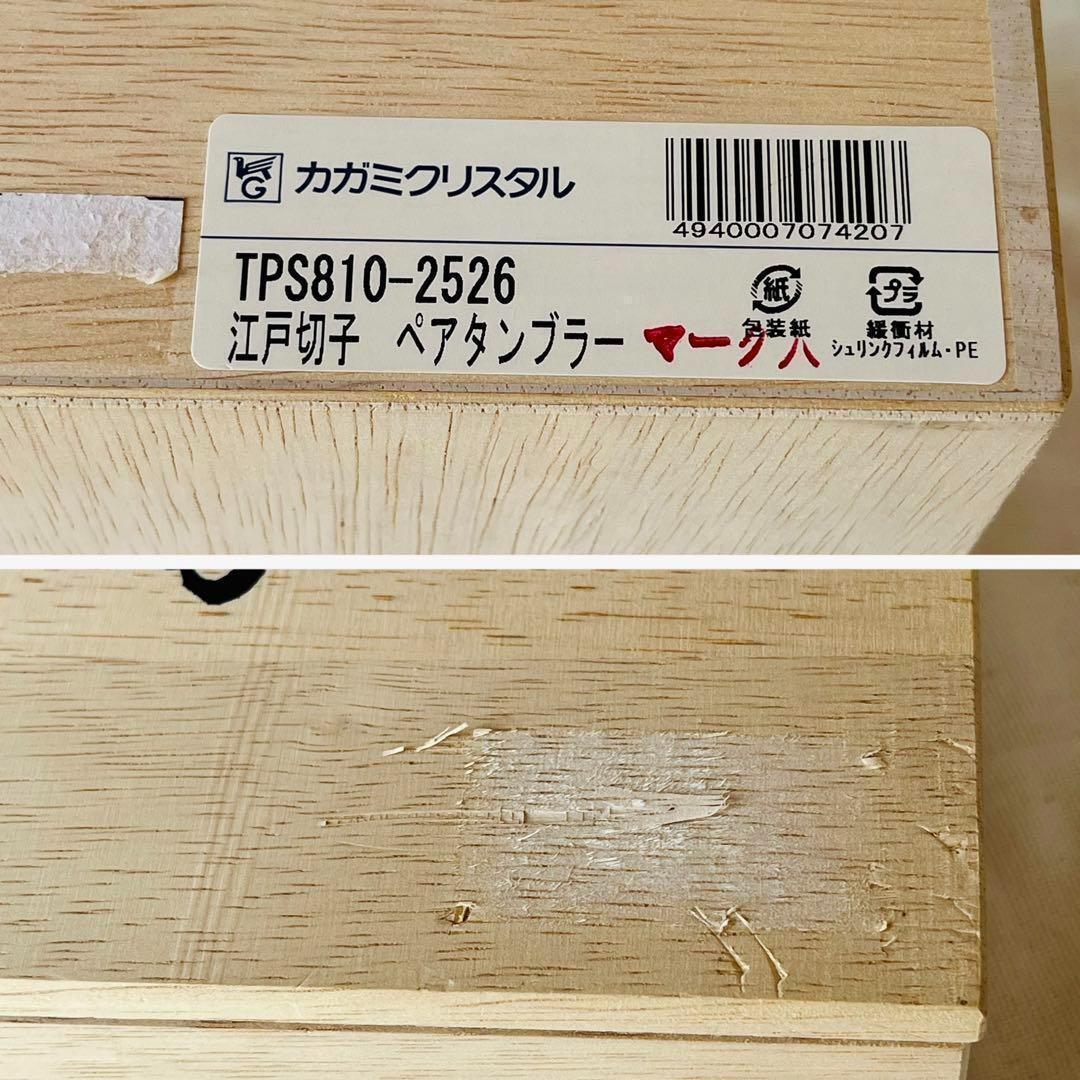 G カガミクリスタル
4940007074207
TPS810-2526
江戸切子 ペアタンブラー マーク入
紙
包装紙
プラ
緩衝材
シュリンクフィルム・PE